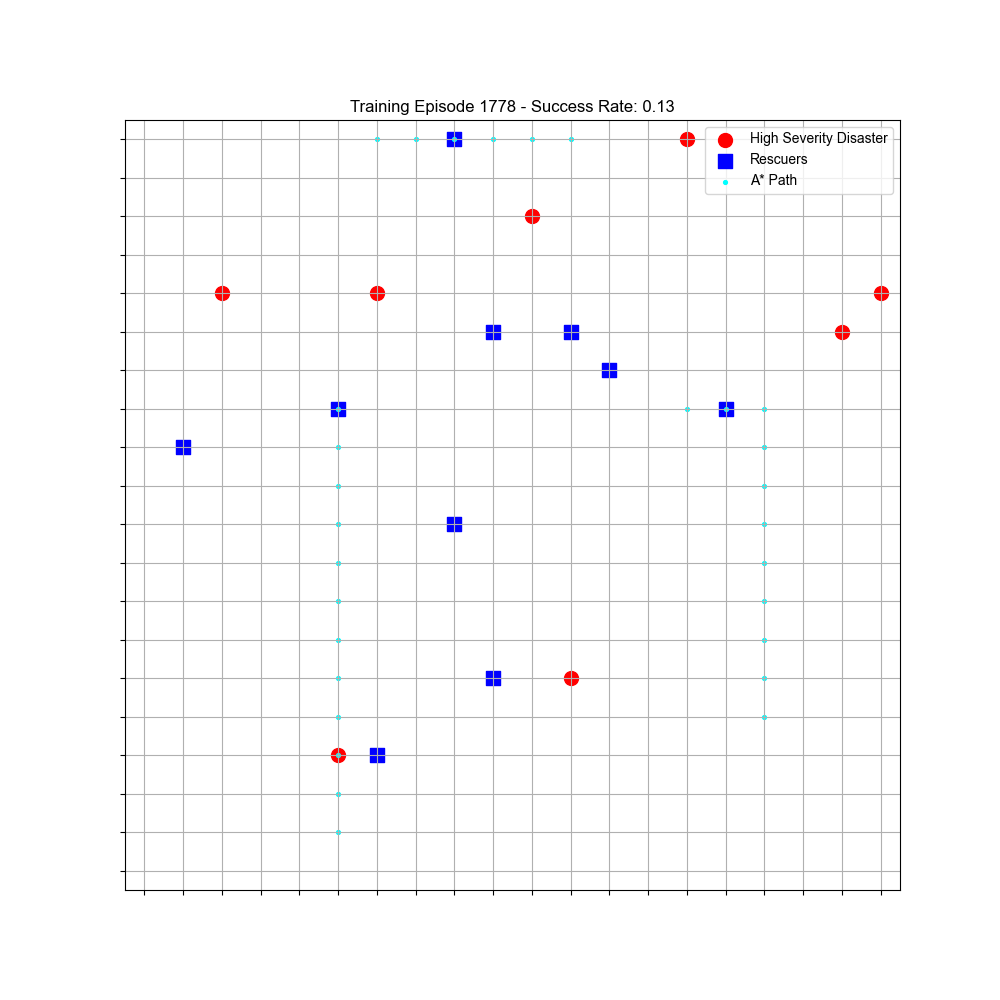 Training Episode 1778 - Success Rate: 0.13
High Severity Disaster
Rescuers
A* Path